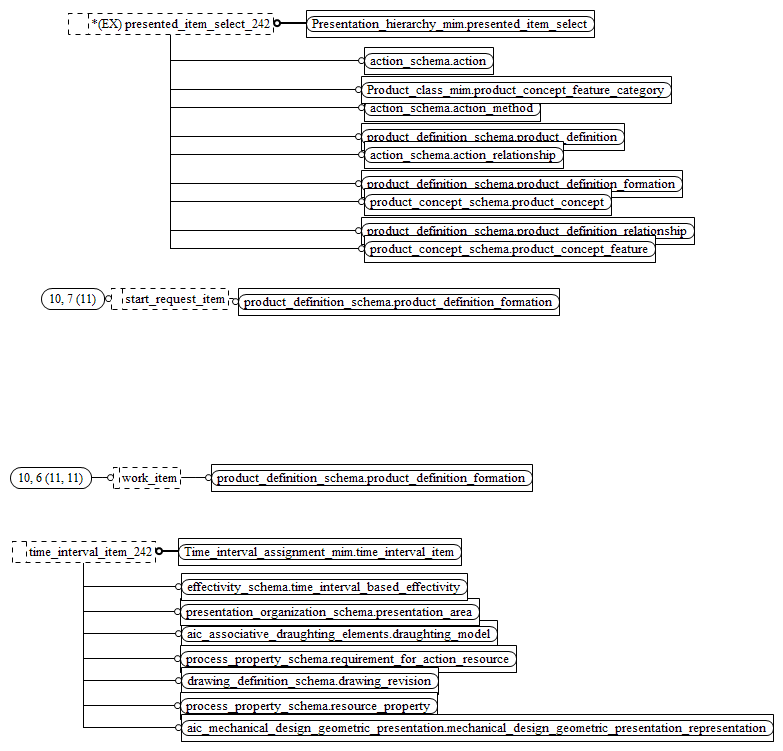 *(EX) presented_item_select_242
Presentation_hierarchy_mim.presented_item_select
action_schema.action
Product_class_mim.product_concept_feature_category
action_schema.action_method
product_definition_schema.product_definition
action_schema.action_relationship
product_definition_schema.product_definition_formation
product_concept_schema.product_concept
product_definition_schema.product_definition_relationship
product_concept_schema.product_concept_feature
10, 7 (11)
start_request_item
product_definition_schema.product_definition_formation
10, 6 (11, 11)
work_item
product_definition_schema.product_definition_formation
time_interval_item_242
Time_interval_assignment_mim.time_interval_item
effectivity_schema.time_interval_based_effectivity
presentation_organization_schema.presentation_area
aic_associative_draughting_elements.draughting_model
process_property_schema.requirement_for_action_resource
drawing_definition_schema.drawing_revision
process_property_schema.resource_property
aic_mechanical_design_geometric_presentation.mechanical_design_geometric_presentation_representation